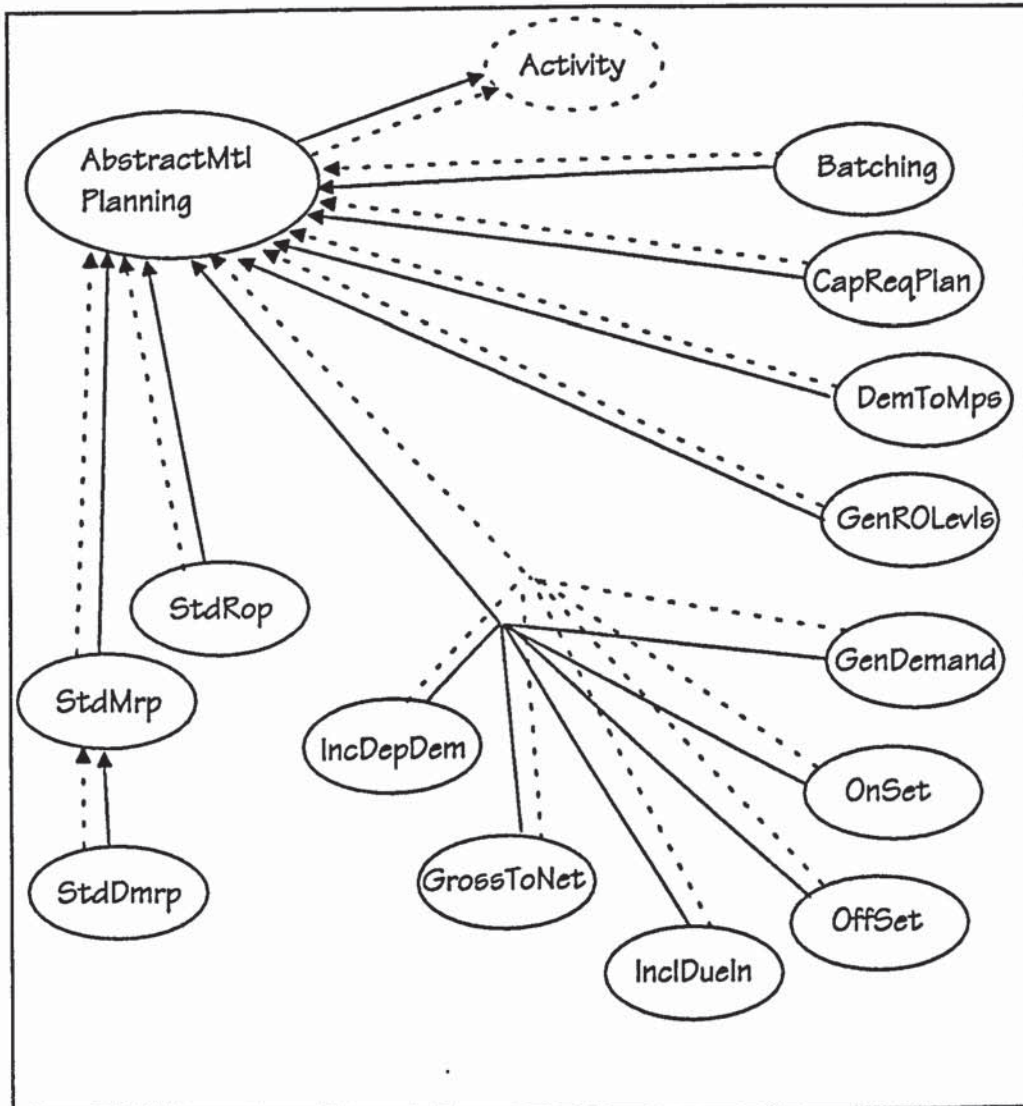 Activity
AbstractMtl
Planning
Batching
CapReqPlan
DemToMps
GenROLevls
StdRop
GenDemand
StdMrp
IncDepDem
OnSet
GrossToNet
StdDmrp
OffSet
InclDueIn